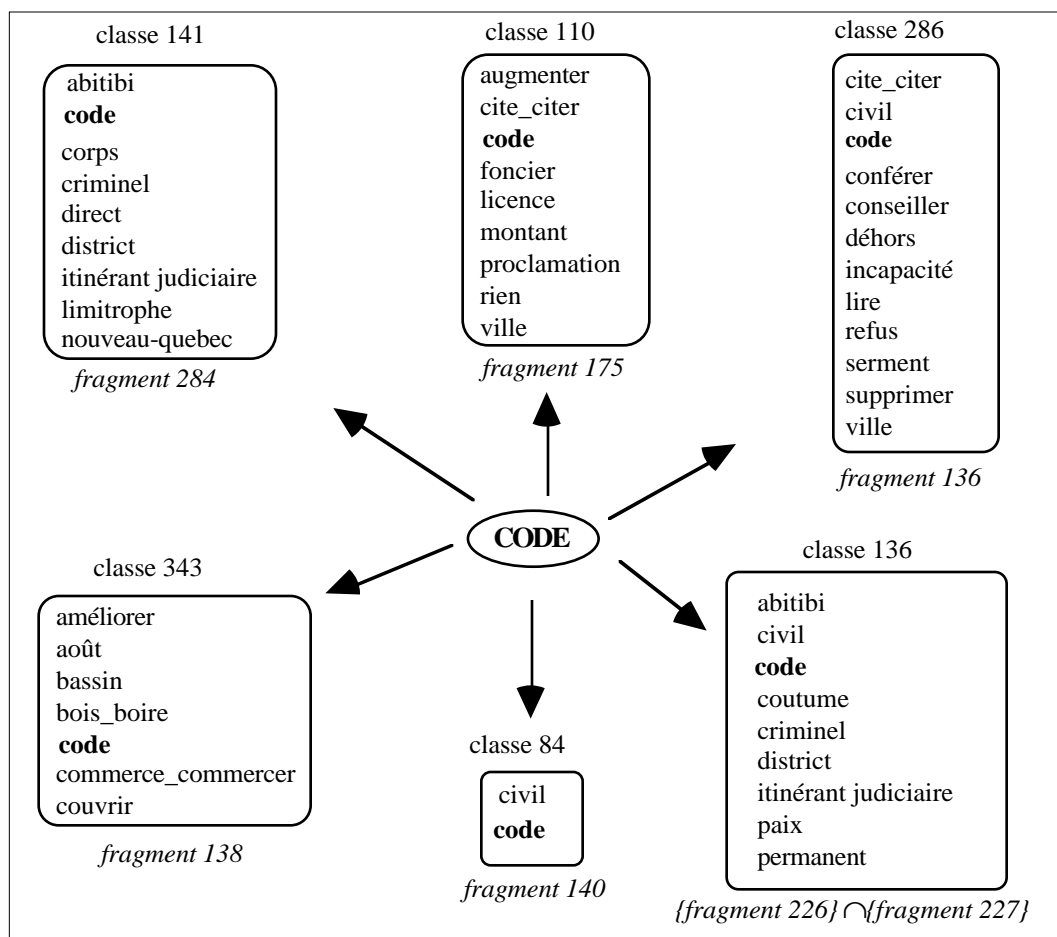 classe 141
abitibi
code
corps
criminel
direct
district
itinérant judiciaire
limitrophe
nouveau-quebec
fragment 284
classe 110
augmenter
cite_citer
code
foncier
licence
montant
proclamation
rien
ville
fragment 175
classe 286
cite_citer
civil
code
conférer
conseiller
déhors
incapacité
lire
refus
serment
supprimer
ville
fragment 136
CODE
classe 343
améliorer
août
bassin
bois_boire
code
commerce_commercer
couvrir
fragment 138
classe 84
civil
code
fragment 140
classe 136
abitibi
civil
code
coutume
criminel
district
itinérant judiciaire
paix
permanent
{fragment 226} ∩ {fragment 227}